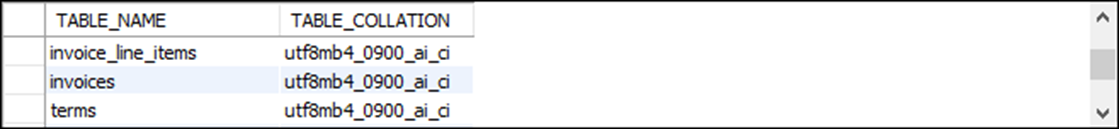 TABLE_NAME TABLE_COLLATION
invoice_line_items utf8mb4_0900_ai_ci
invoices utf8mb4_0900_ai_ci
terms utf8mb4_0900_ai_ci